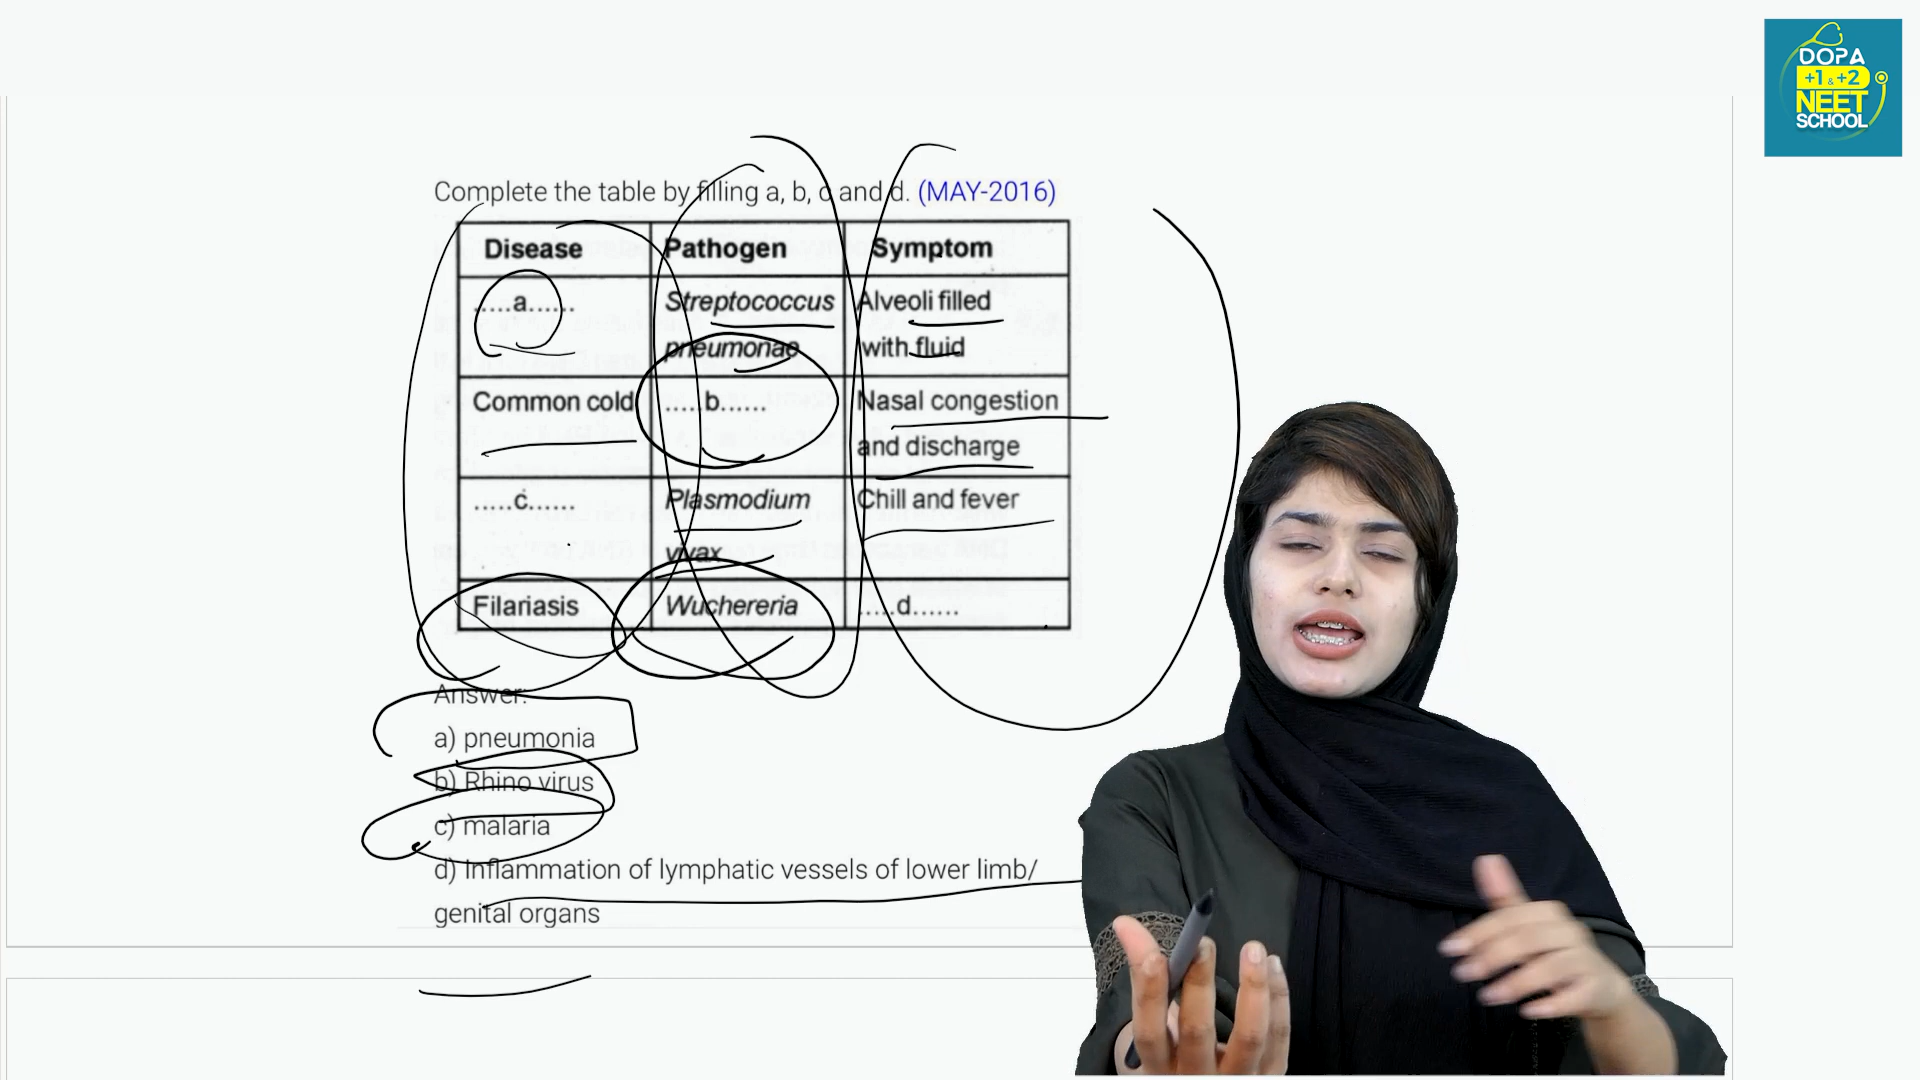 DOPA
+1 & +2
NEET
SCHOOL
Complete the table by filling a, b, c and d. (MAY-2016)
Disease Pathogen Symptom
.....a...... Streptococcus pneumonae Alveoli filled with fluid
Common cold .....b...... Nasal congestion and discharge
.....c...... Plasmodium vivax Chill and fever
Filariasis Wuchereria .....d......
Answer:
a) pneumonia
b) Rhino virus
c) malaria
d) Inflammation of lymphatic vessels of lower limb/
genital organs